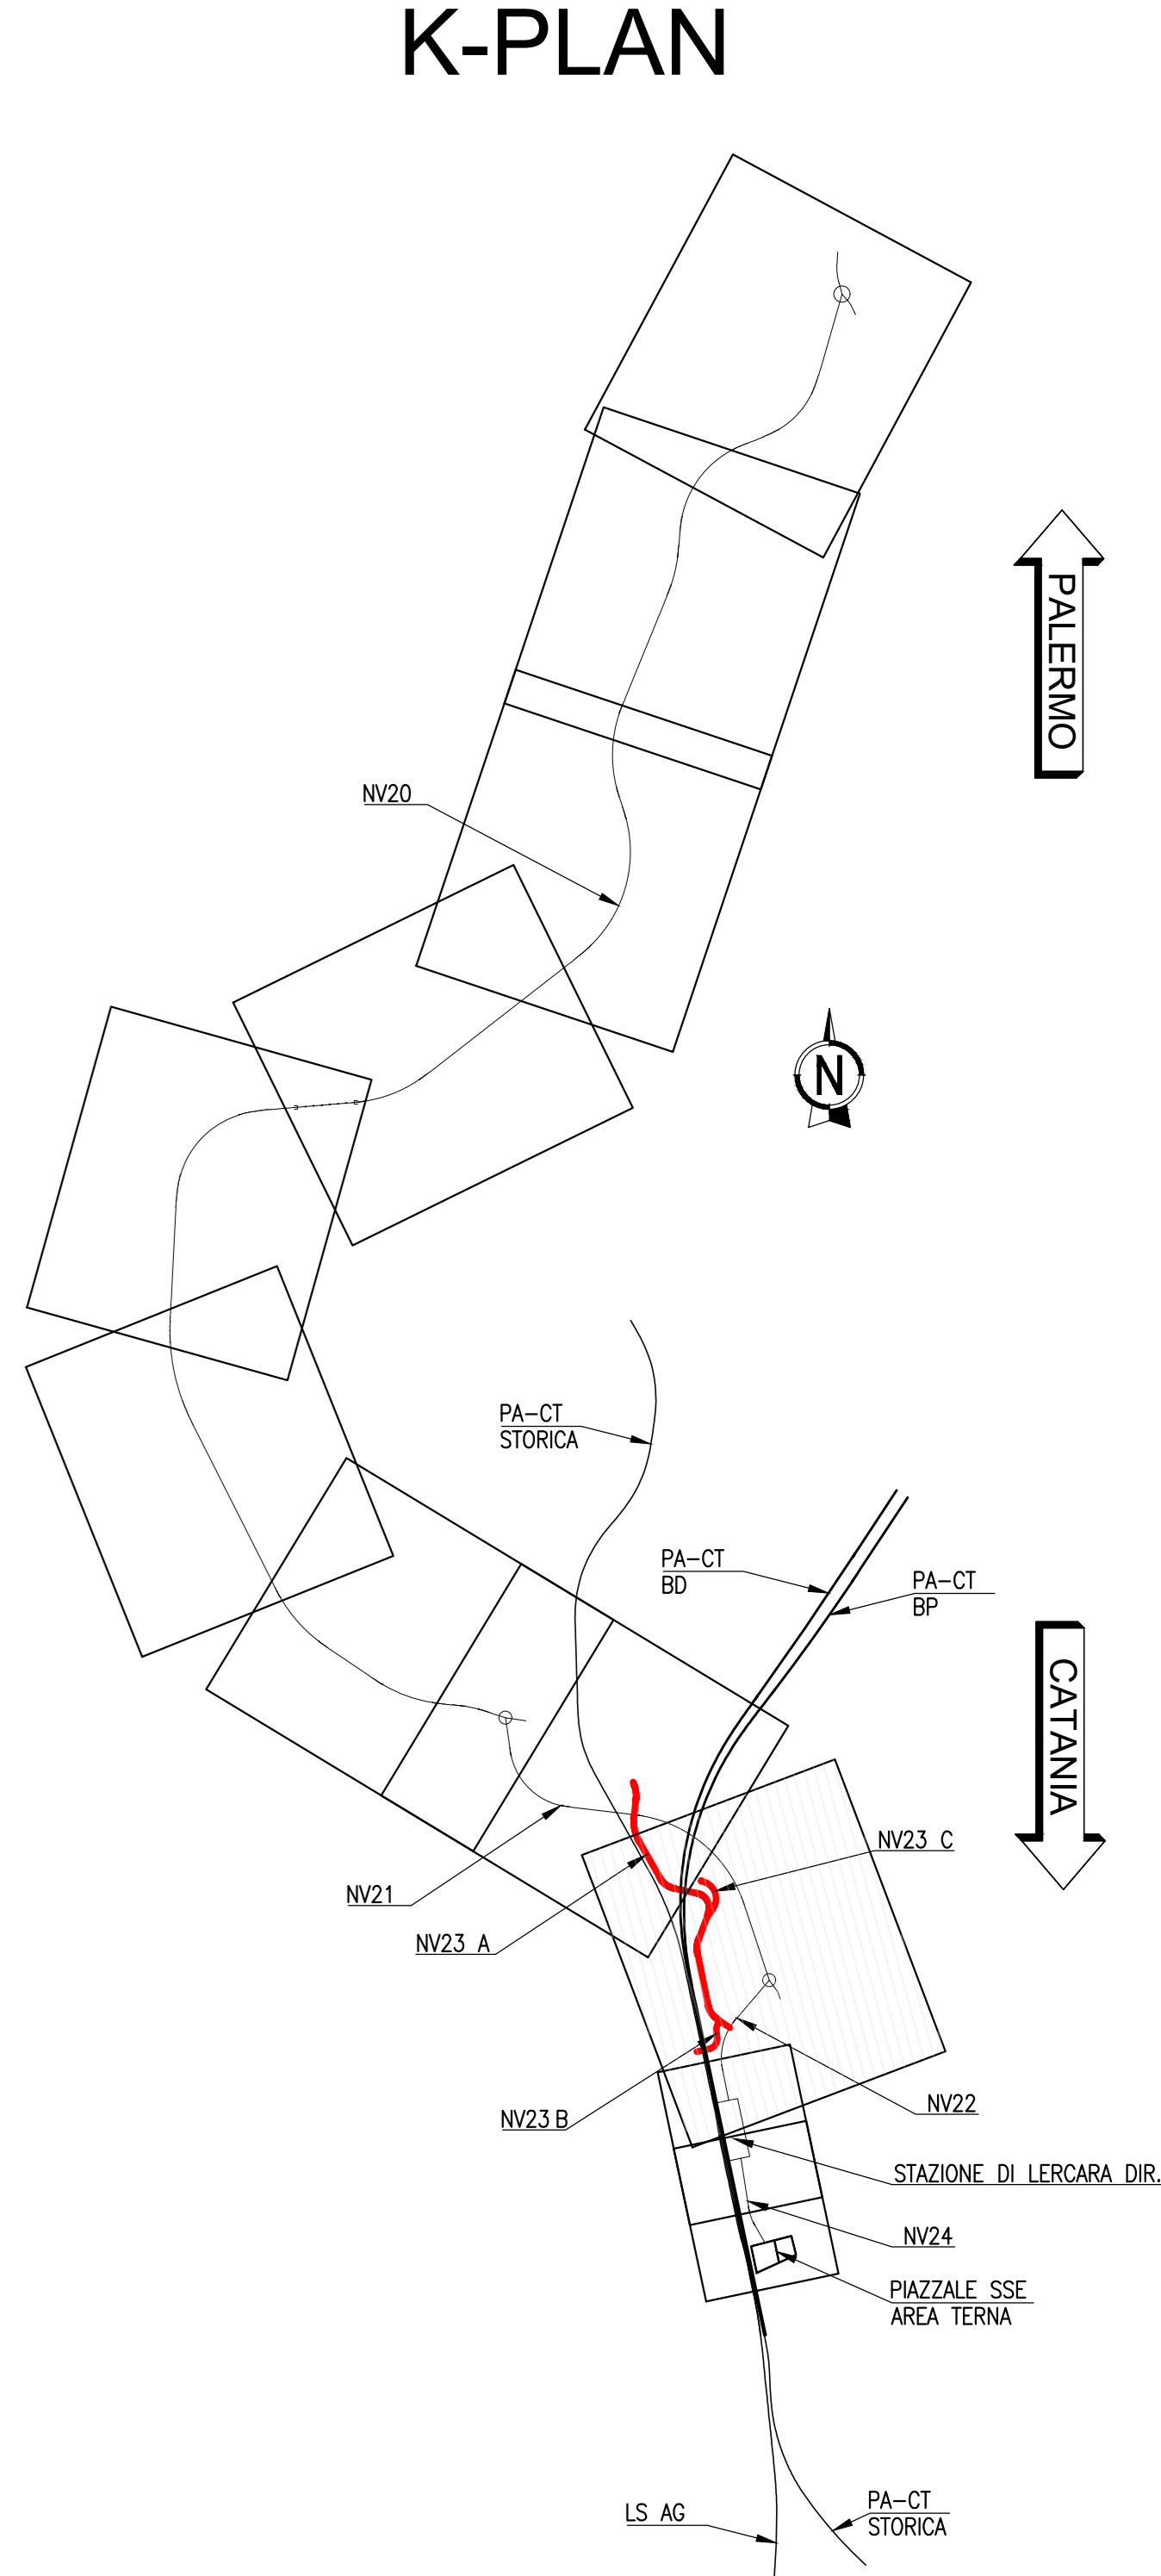 K-PLAN
PALERMO
NV20
N
PA-CT
STORICA
PA-CT
BD
PA-CT
BP
CATANIA
NV23 C
NV21
NV23 A
NV22
NV23 B
STAZIONE DI LERCARA DIR.
NV24
PIAZZALE SSE
AREA TERNA
PA-CT
STORICA
LS AG